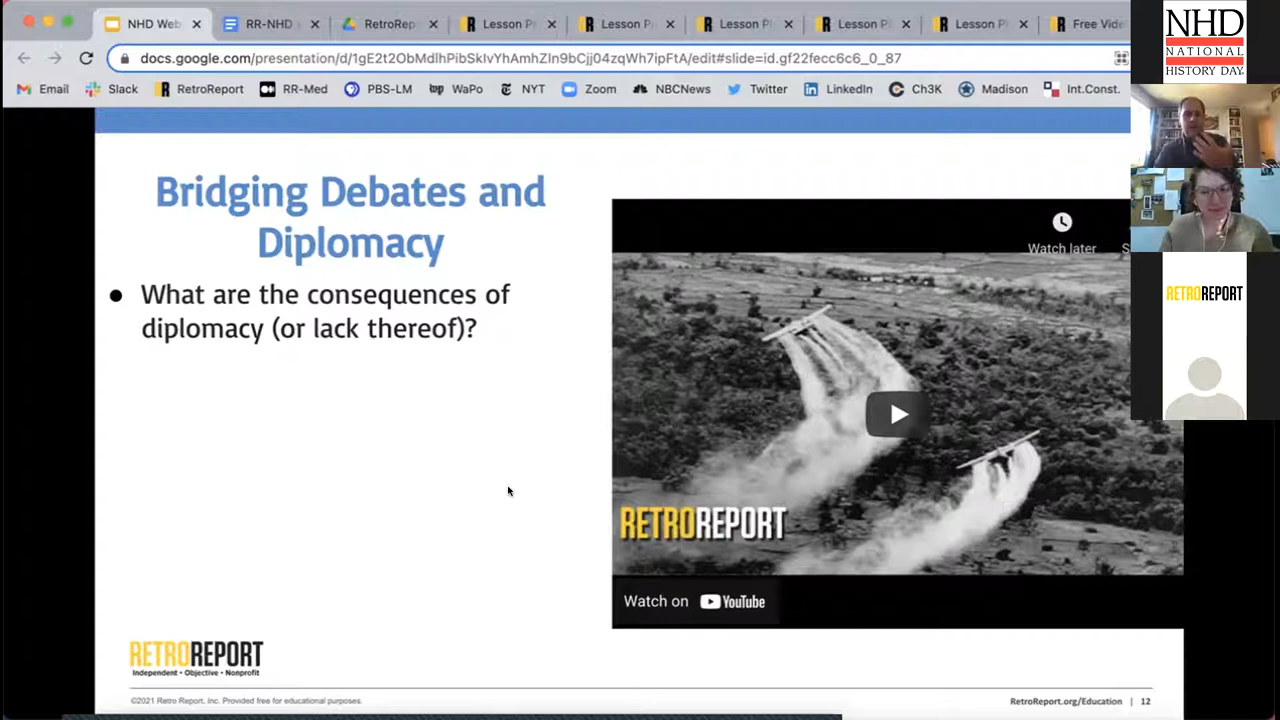 NHD Web
RR-NHD
RetroRep
Lesson P
Lesson P
Lesson Pl
Lesson P
Lesson P
Free Vide
docs.google.com/presentation/d/1gE2t2ObMdlhPibSkIvYhAmhZIn9bCjj04zqWh7ipFtA/edit#slide=id.gf22fecc6c6_0_87
Email
Slack
RetroReport
RR-Med
PBS-LM
WaPo
NYT
Zoom
NBCNews
Twitter
LinkedIn
Ch3K
Madison
Int.Const.
NHD
NATIONAL
HISTORY DAY
Bridging Debates and
Diplomacy
● What are the consequences of
diplomacy (or lack thereof)?
Watch later
S
RETROREPORT
Watch on YouTube
RETROREPORT
RETROREPORT
Independent • Objective • Nonprofit
©2021 Retro Report, Inc. Provided free for educational purposes.
RetroReport.org/Education | 12